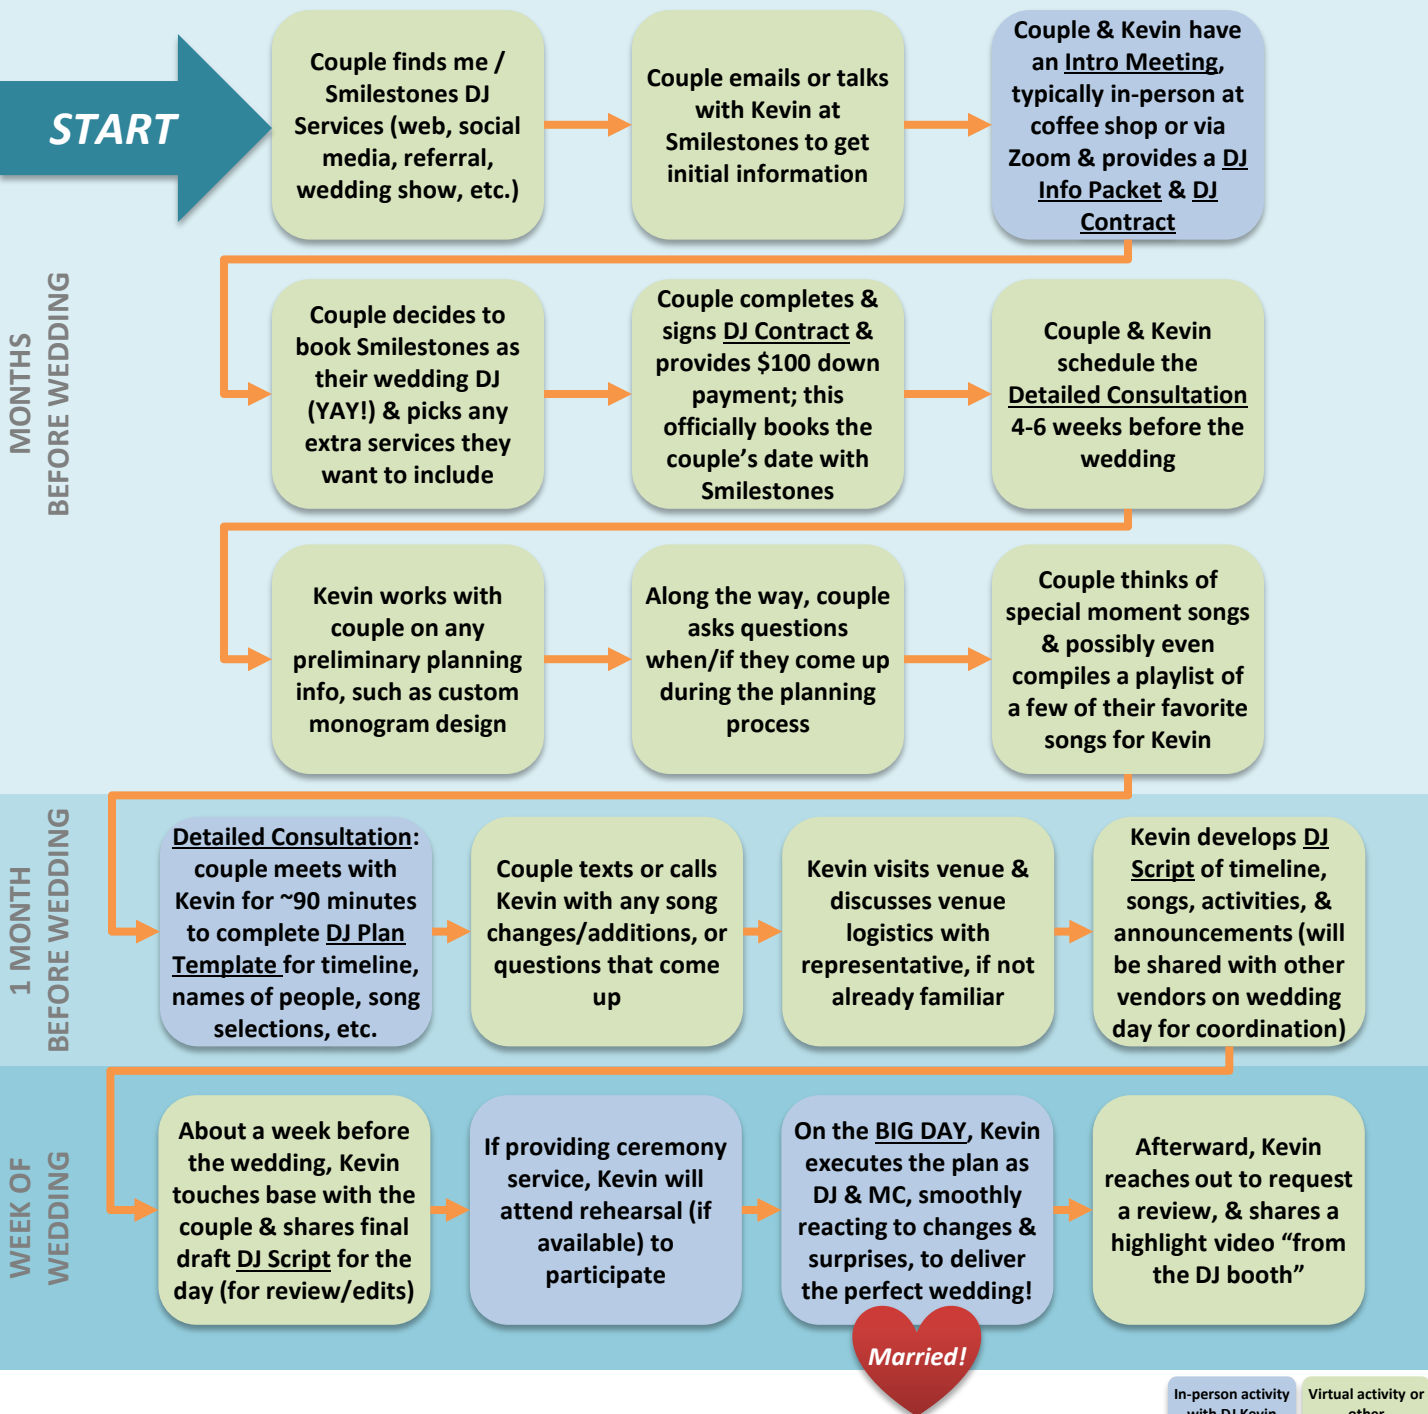 START
Couple finds me /
Smilestones DJ
Services (web, social
media, referral,
wedding show, etc.)
Couple emails or talks
with Kevin at
Smilestones to get
initial information
Couple & Kevin have
an Intro Meeting,
typically in-person at
coffee shop or via
Zoom & provides a DJ
Info Packet & DJ
Contract
MONTHS
BEFORE WEDDING
Couple decides to
book Smilestones as
their wedding DJ
(YAY!) & picks any
extra services they
want to include
Couple completes &
signs DJ Contract &
provides $100 down
payment; this
officially books the
couple’s date with
Smilestones
Couple & Kevin
schedule the
Detailed Consultation
4-6 weeks before the
wedding
Kevin works with
couple on any
preliminary planning
info, such as custom
monogram design
Along the way, couple
asks questions
when/if they come up
during the planning
process
Couple thinks of
special moment songs
& possibly even
compiles a playlist of
a few of their favorite
songs for Kevin
1 MONTH
BEFORE WEDDING
Detailed Consultation:
couple meets with
Kevin for ~90 minutes
to complete DJ Plan
Template for timeline,
names of people, song
selections, etc.
Couple texts or calls
Kevin with any song
changes/additions, or
questions that come
up
Kevin visits venue &
discusses venue
logistics with
representative, if not
already familiar
Kevin develops DJ
Script of timeline,
songs, activities, &
announcements (will
be shared with other
vendors on wedding
day for coordination)
WEEK OF
WEDDING
About a week before
the wedding, Kevin
touches base with the
couple & shares final
draft DJ Script for the
day (for review/edits)
If providing ceremony
service, Kevin will
attend rehearsal (if
available) to
participate
On the BIG DAY, Kevin
executes the plan as
DJ & MC, smoothly
reacting to changes &
surprises, to deliver
the perfect wedding!
Married!
Afterward, Kevin
reaches out to request
a review, & shares a
highlight video “from
the DJ booth”
In-person activity
with DJ Kevin
Virtual activity or
other